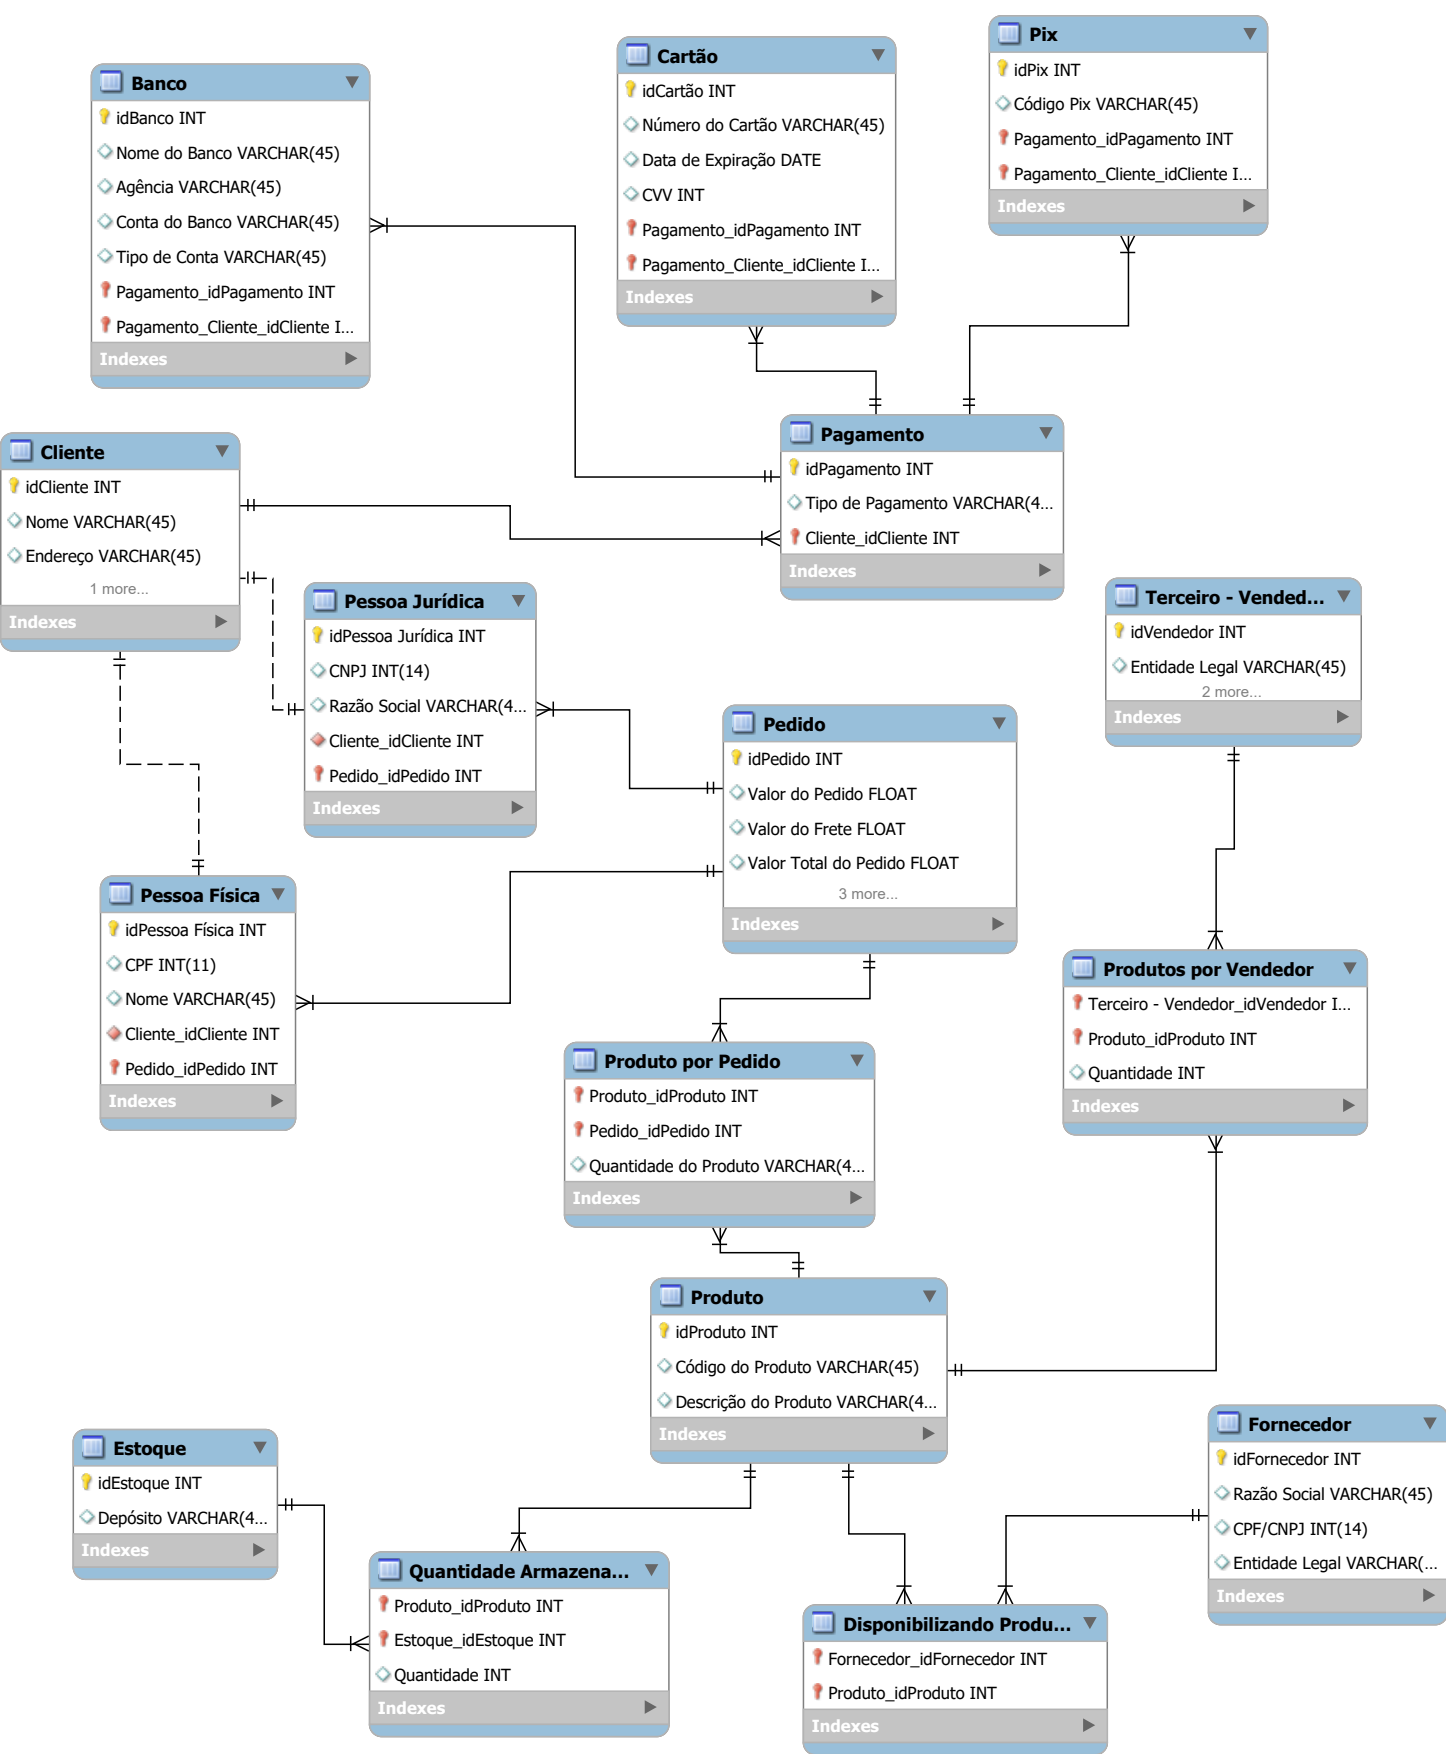 Banco
idBanco INT
Nome do Banco VARCHAR(45)
Agência VARCHAR(45)
Conta do Banco VARCHAR(45)
Tipo de Conta VARCHAR(45)
Pagamento_idPagamento INT
Pagamento_Cliente_idCliente I...
Indexes
Cartão
idCartão INT
Número do Cartão VARCHAR(45)
Data de Expiração DATE
CVV INT
Pagamento_idPagamento INT
Pagamento_Cliente_idCliente I...
Indexes
Pix
idPix INT
Código Pix VARCHAR(45)
Pagamento_idPagamento INT
Pagamento_Cliente_idCliente I...
Indexes
Cliente
idCliente INT
Nome VARCHAR(45)
Endereço VARCHAR(45)
1 more...
Indexes
Pagamento
idPagamento INT
Tipo de Pagamento VARCHAR(4...
Cliente_idCliente INT
Indexes
Pessoa Jurídica
idPessoa Jurídica INT
CNPJ INT(14)
Razão Social VARCHAR(4...
Cliente_idCliente INT
Pedido_idPedido INT
Indexes
Terceiro - Vended...
idVendedor INT
Entidade Legal VARCHAR(45)
2 more...
Indexes
Pedido
idPedido INT
Valor do Pedido FLOAT
Valor do Frete FLOAT
Valor Total do Pedido FLOAT
3 more...
Indexes
Pessoa Física
idPessoa Física INT
CPF INT(11)
Nome VARCHAR(45)
Cliente_idCliente INT
Pedido_idPedido INT
Indexes
Produtos por Vendedor
Terceiro - Vendedor_idVendedor I...
Produto_idProduto INT
Quantidade INT
Indexes
Produto por Pedido
Produto_idProduto INT
Pedido_idPedido INT
Quantidade do Produto VARCHAR(4...
Indexes
Produto
idProduto INT
Código do Produto VARCHAR(45)
Descrição do Produto VARCHAR(4...
Indexes
Estoque
idEstoque INT
Depósito VARCHAR(4...
Indexes
Fornecedor
idFornecedor INT
Razão Social VARCHAR(45)
CPF/CNPJ INT(14)
Entidade Legal VARCHAR(...
Indexes
Quantidade Armazena...
Produto_idProduto INT
Estoque_idEstoque INT
Quantidade INT
Indexes
Disponibilizando Produ...
Fornecedor_idFornecedor INT
Produto_idProduto INT
Indexes